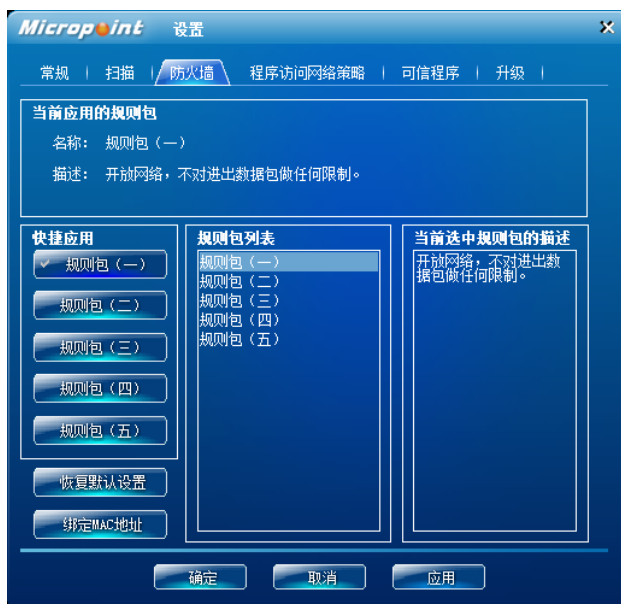 Micropoint 设置
常规 | 扫描 | 防火墙 程序访问网络策略 | 可信程序 | 升级 |
当前应用的规则包
名称： 规则包（一）
描述： 开放网络，不对进出数据包做任何限制。
快捷应用
规则包（一）
规则包（二）
规则包（三）
规则包（四）
规则包（五）
恢复默认设置
绑定MAC地址
规则包列表
规则包（一）
规则包（二）
规则包（三）
规则包（四）
规则包（五）
当前选中规则包的描述
开放网络，不对进出数
据包做任何限制。
确定 取消 应用